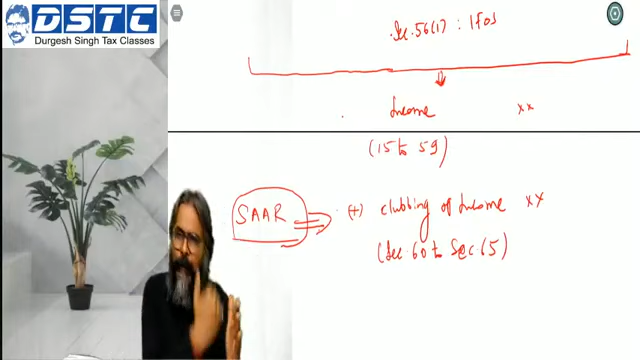 DSTC
Durgesh Singh Tax Classes
Sec. 56(1) : IFOS
Income xx
(15 to 59)
SAAR
(+) clubbing of Income xx
(Sec. 60 to Sec. 65)